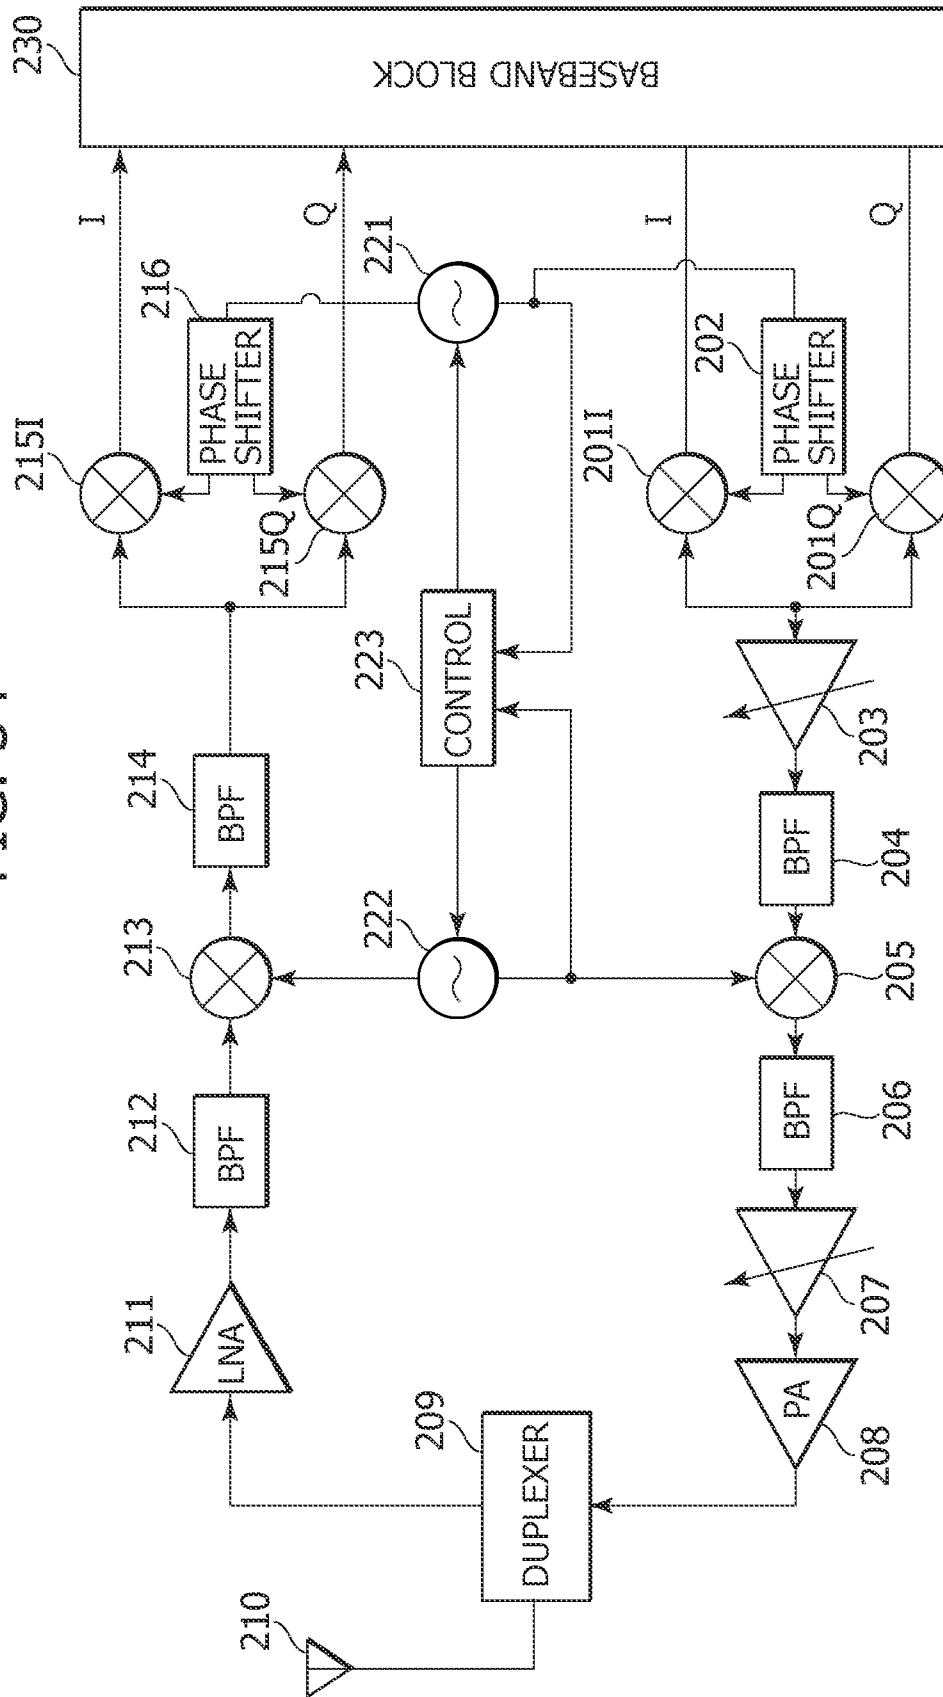 210
DUPLEXER
209
211
LNA
212
BPF
213
214
BPF
215I
215Q
216
PHASE
SHIFTER
I
Q
230
BASEBAND BLOCK
221
222
223
CONTROL
I
Q
201I
201Q
202
PHASE
SHIFTER
203
204
BPF
205
206
BPF
207
208
PA